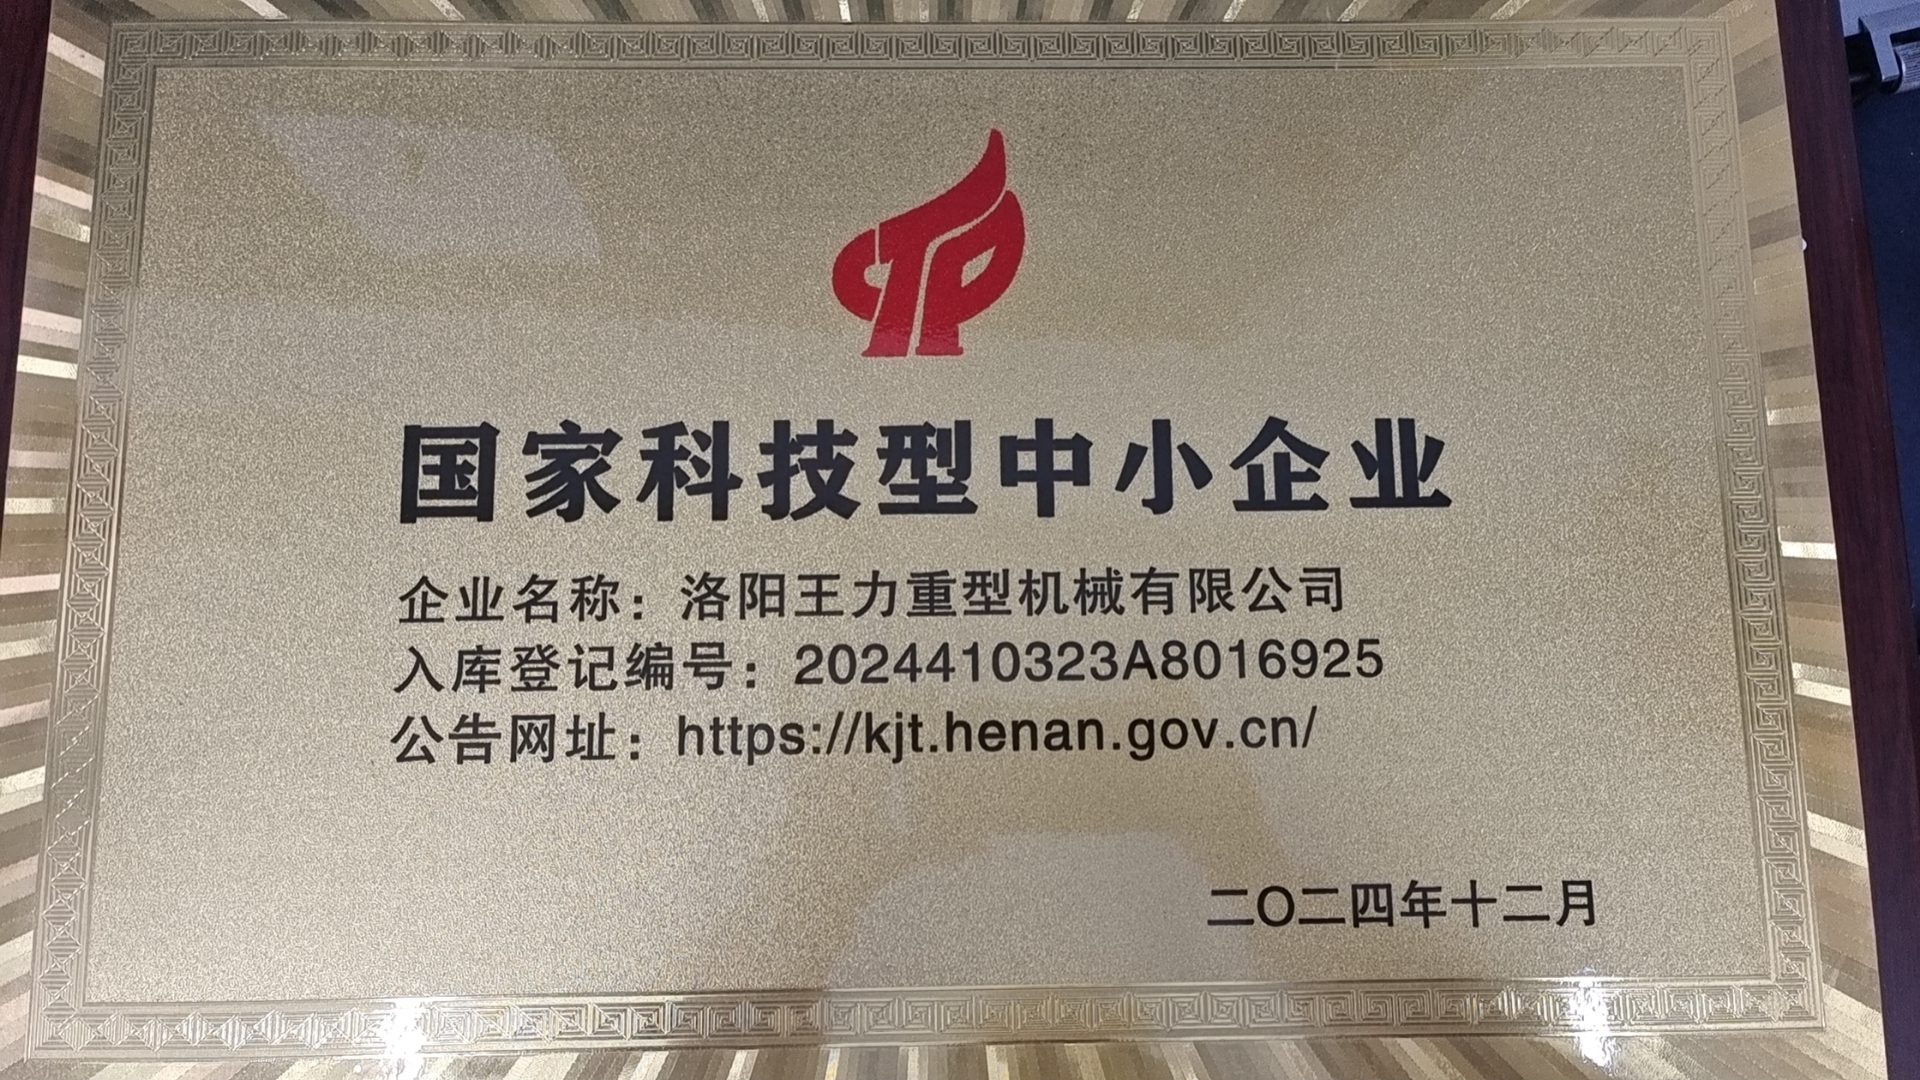 国家科技型中小企业
企业名称：洛阳王力重型机械有限公司
入库登记编号：2024410323A8016925
公告网址：https://kjt.henan.gov.cn/
二〇二四年十二月